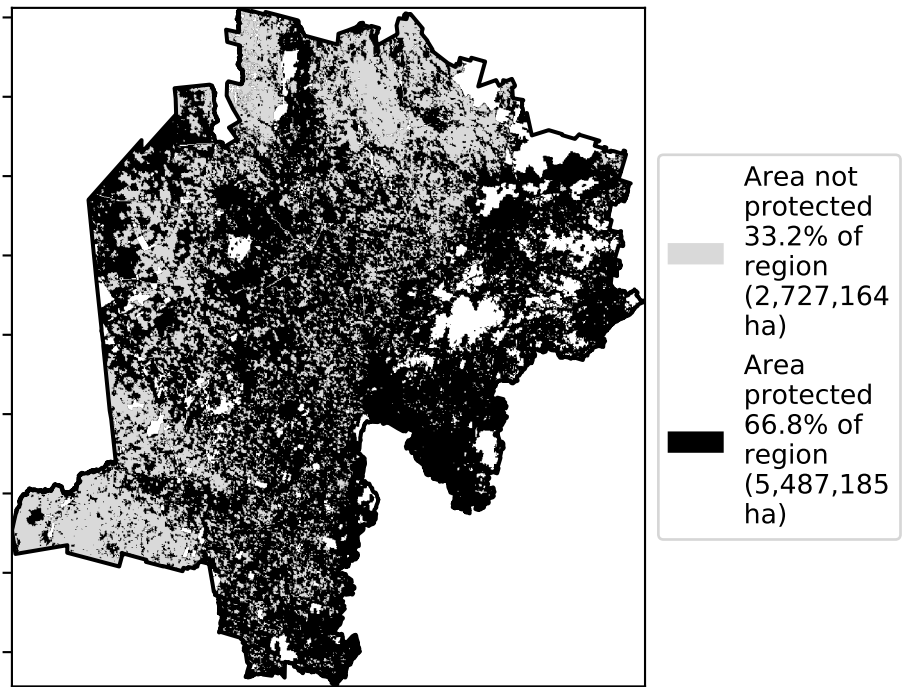 Area not
protected
33.2% of
region
(2,727,164
ha)
Area
protected
66.8% of
region
(5,487,185
ha)